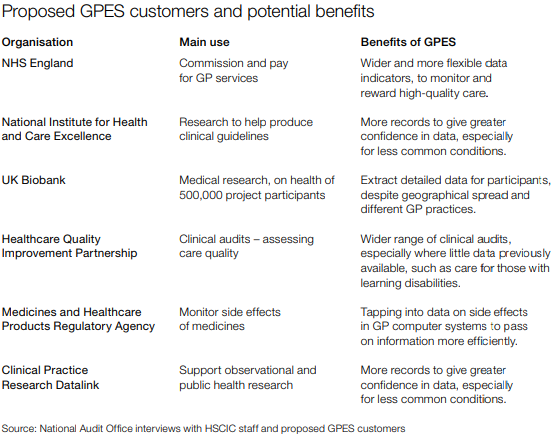 Proposed GPES customers and potential benefits
Organisation Main use Benefits of GPES
NHS England Commission and pay Wider and more flexible data
for GP services indicators, to monitor and
reward high-quality care.
National Institute for Health Research to help produce More records to give greater
and Care Excellence clinical guidelines confidence in data, especially
for less common conditions.
UK Biobank Medical research, on health of Extract detailed data for participants,
500,000 project participants despite geographical spread and
different GP practices.
Healthcare Quality Clinical audits – assessing Wider range of clinical audits,
Improvement Partnership care quality especially where little data previously
available, such as care for those with
learning disabilities.
Medicines and Healthcare Monitor side effects Tapping into data on side effects
Products Regulatory Agency of medicines in GP computer systems to pass
on information more efficiently.
Clinical Practice Support observational and More records to give greater
Research Datalink public health research confidence in data, especially
for less common conditions.
Source: National Audit Office interviews with HSCIC staff and proposed GPES customers